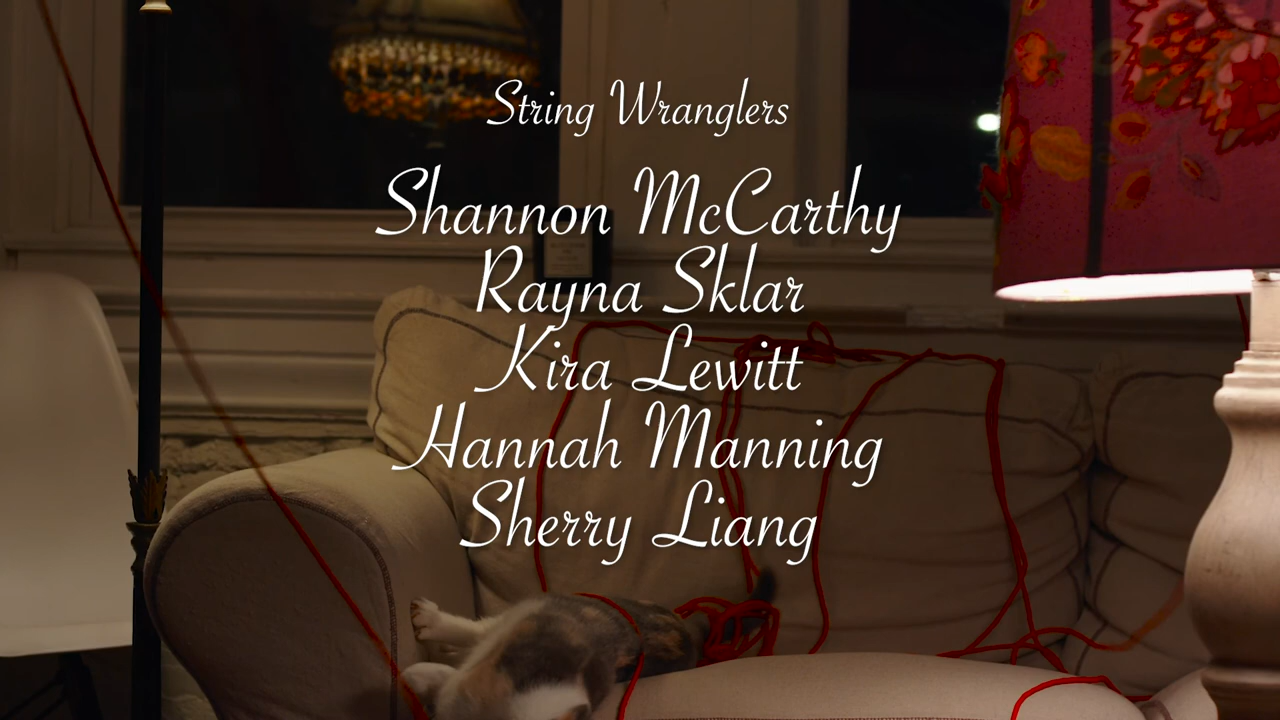 String Wranglers
Shannon McCarthy
Rayna Sklar
Kira Lewitt
Hannah Manning
Sherry Liang